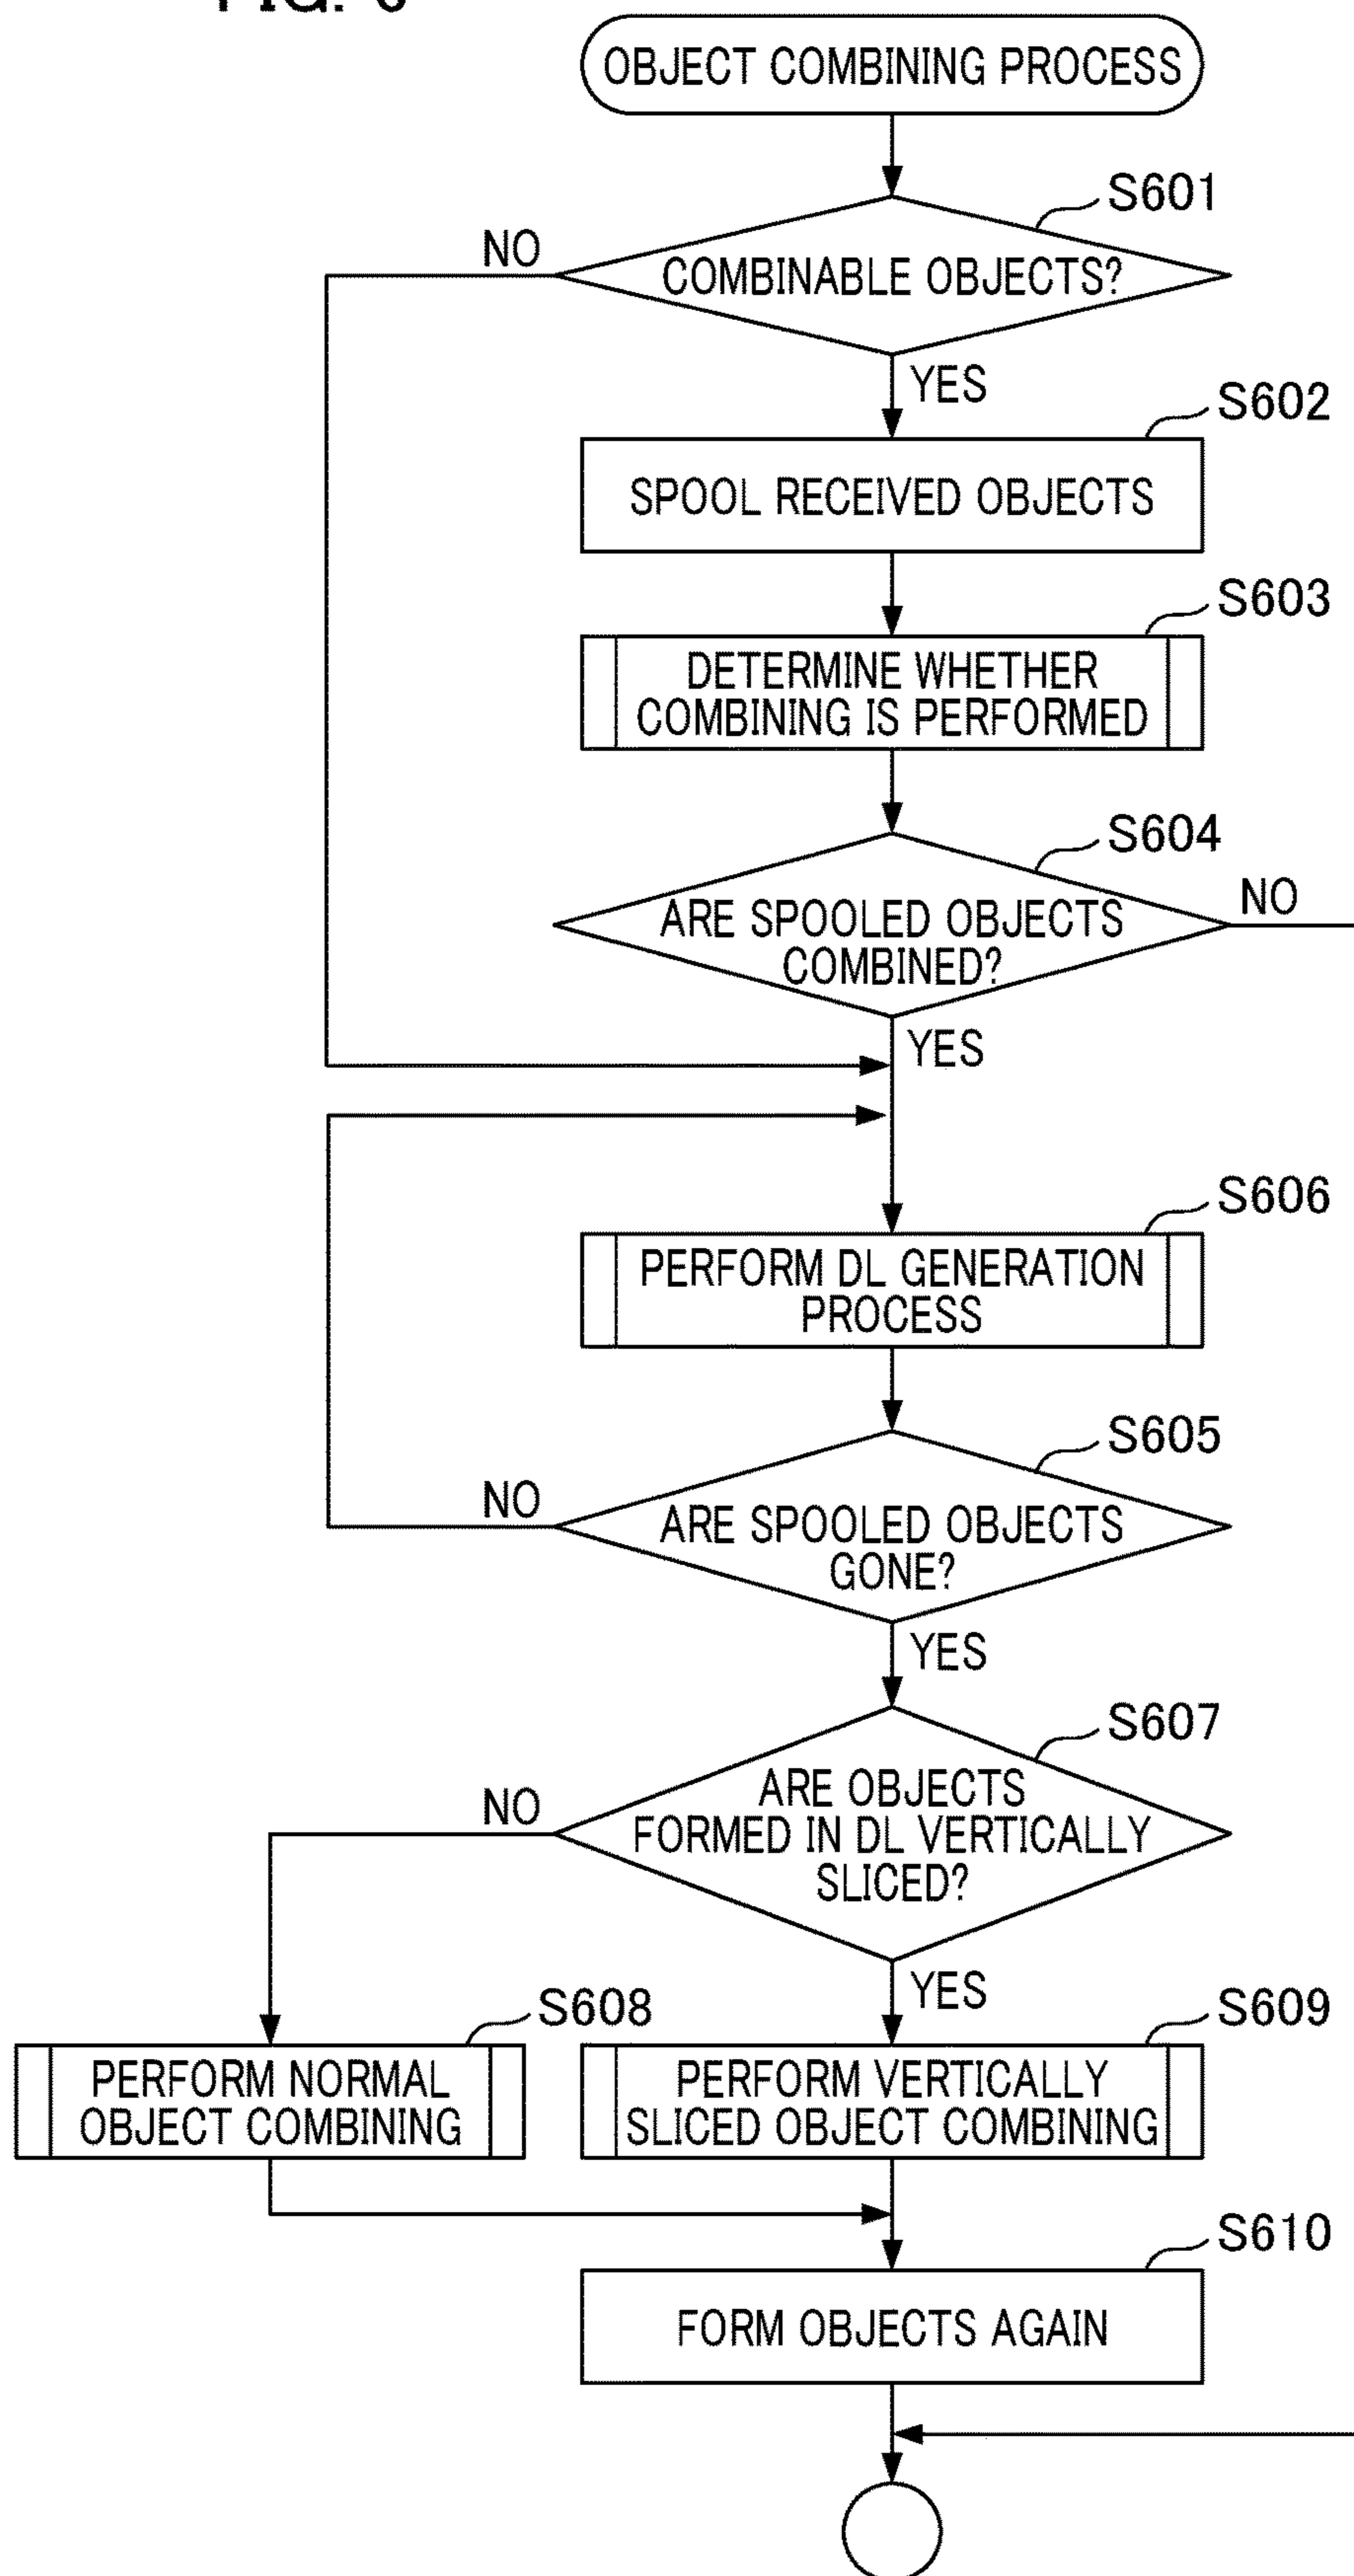 OBJECT COMBINING PROCESS
S601
NO
COMBINABLE OBJECTS?
YES
S602
SPOOL RECEIVED OBJECTS
S603
DETERMINE WHETHER
COMBINING IS PERFORMED
S604
NO
ARE SPOOLED OBJECTS
COMBINED?
YES
S606
PERFORM DL GENERATION
PROCESS
S605
NO
ARE SPOOLED OBJECTS
GONE?
YES
S607
NO
ARE OBJECTS
FORMED IN DL VERTICALLY
SLICED?
YES
S608
PERFORM NORMAL
OBJECT COMBINING
S609
PERFORM VERTICALLY
SLICED OBJECT COMBINING
S610
FORM OBJECTS AGAIN